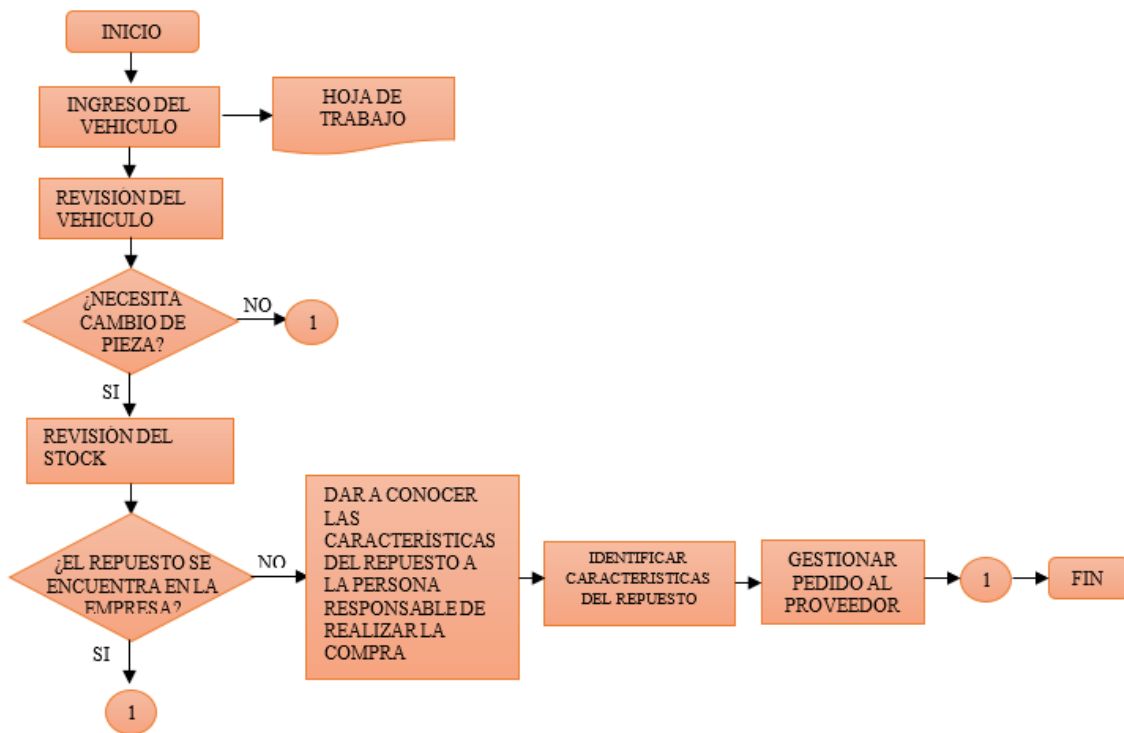 INICIO
INGRESO DEL
VEHICULO
HOJA DE
TRABAJO
REVISIÓN DEL
VEHICULO
¿NECESITA
CAMBIO DE
PIEZA?
NO
1
SI
REVISIÓN DEL
STOCK
¿EL REPUESTO SE
ENCUENTRA EN LA
EMPRESA?
NO
DAR A CONOCER
LAS
CARACTERÍSTICAS
DEL REPUESTO A
LA PERSONA
RESPONSABLE DE
REALIZAR LA
COMPRA
IDENTIFICAR
CARACTERISTICAS
DEL REPUESTO
GESTIONAR
PEDIDO AL
PROVEEDOR
1
FIN
SI
1